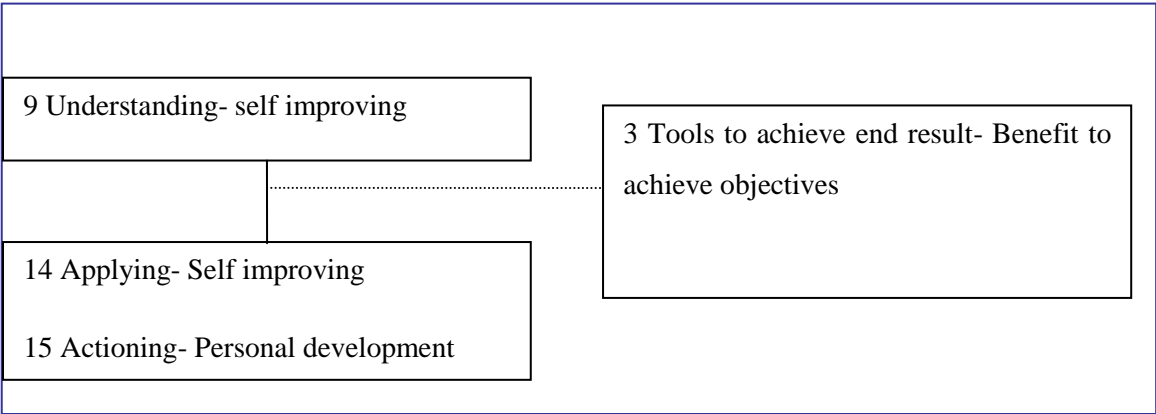 9 Understanding- self improving
3 Tools to achieve end result- Benefit to
achieve objectives
14 Applying- Self improving
15 Actioning- Personal development